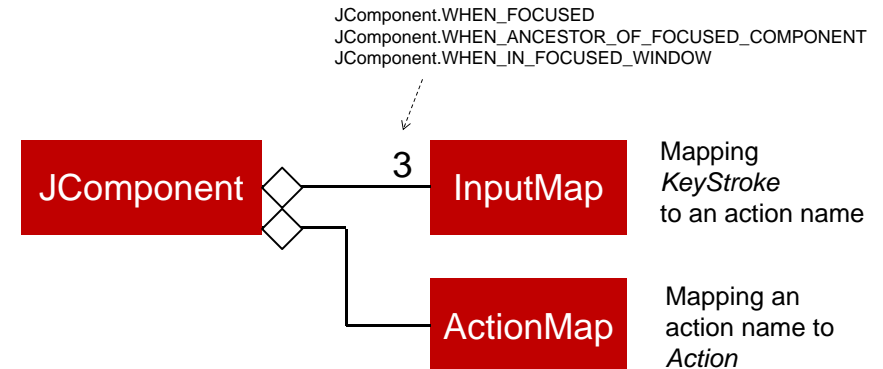 JComponent.WHEN_FOCUSED
JComponent.WHEN_ANCESTOR_OF_FOCUSED_COMPONENT
JComponent.WHEN_IN_FOCUSED_WINDOW
JComponent
3
InputMap
Mapping
KeyStroke
to an action name
ActionMap
Mapping an
action name to
Action